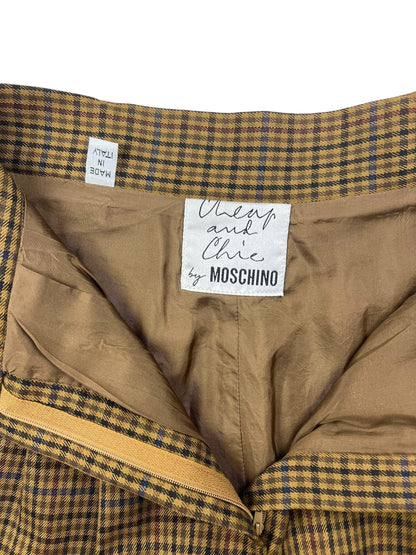 MADE
IN
ITALY
Cheap
and
Chic
by MOSCHINO